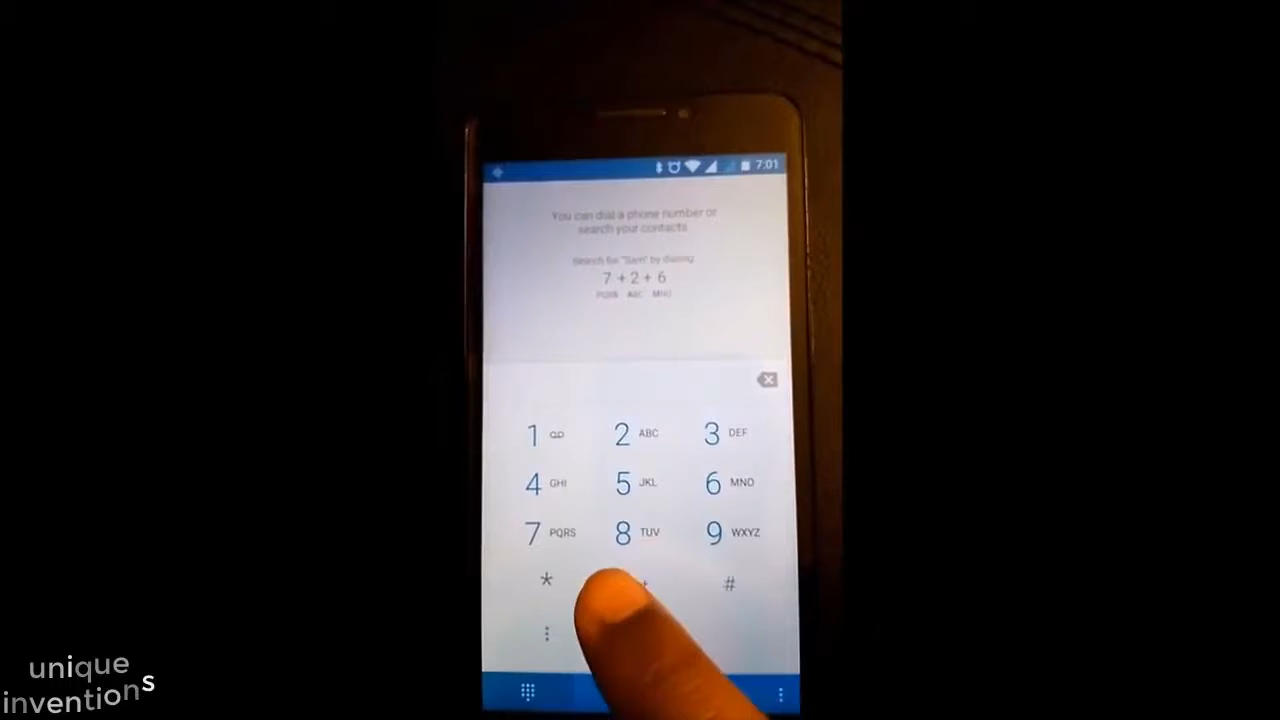 7:01
You can dial a phone number or
search your contacts
Search for "Sam" by dialing
7 + 2 + 6
PQRS ABC MNO
1 2 ABC 3 DEF
4 GHI 5 JKL 6 MNO
7 PQRS 8 TUV 9 WXYZ
* + #
unique
inventions